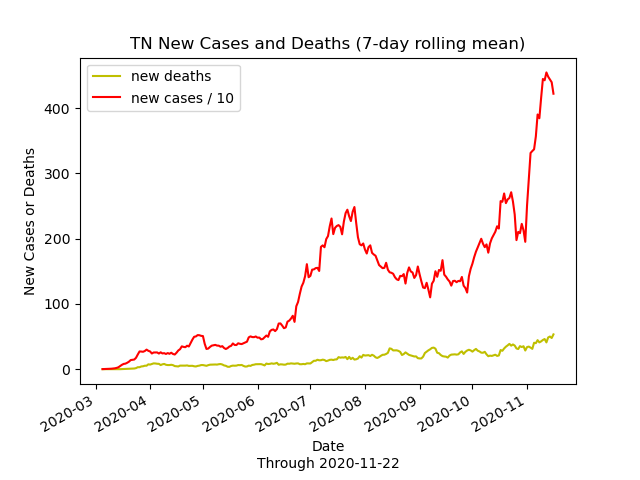 TN New Cases and Deaths (7-day rolling mean)
new deaths
new cases / 10
New Cases or Deaths
400
300
200
100
0
2020-03
2020-04
2020-05
2020-06
2020-07
2020-08
2020-09
2020-10
2020-11
Date
Through 2020-11-22